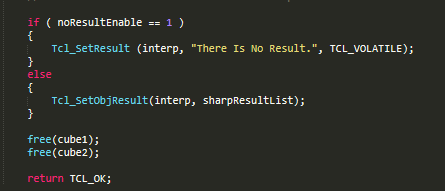 if ( noResultEnable == 1 )
{
Tcl_SetResult (interp, "There Is No Result.", TCL_VOLATILE);
}
else
{
Tcl_SetObjResult(interp, sharpResultList);
}
free(cube1);
free(cube2);
return TCL_OK;